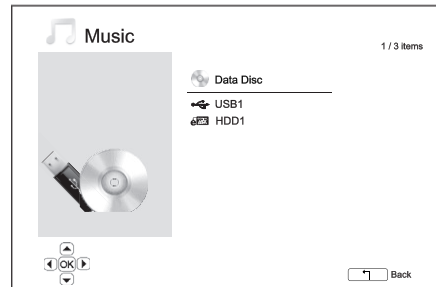 Music
1 / 3 items
Data Disc
USB1
HDD1
OK
Back